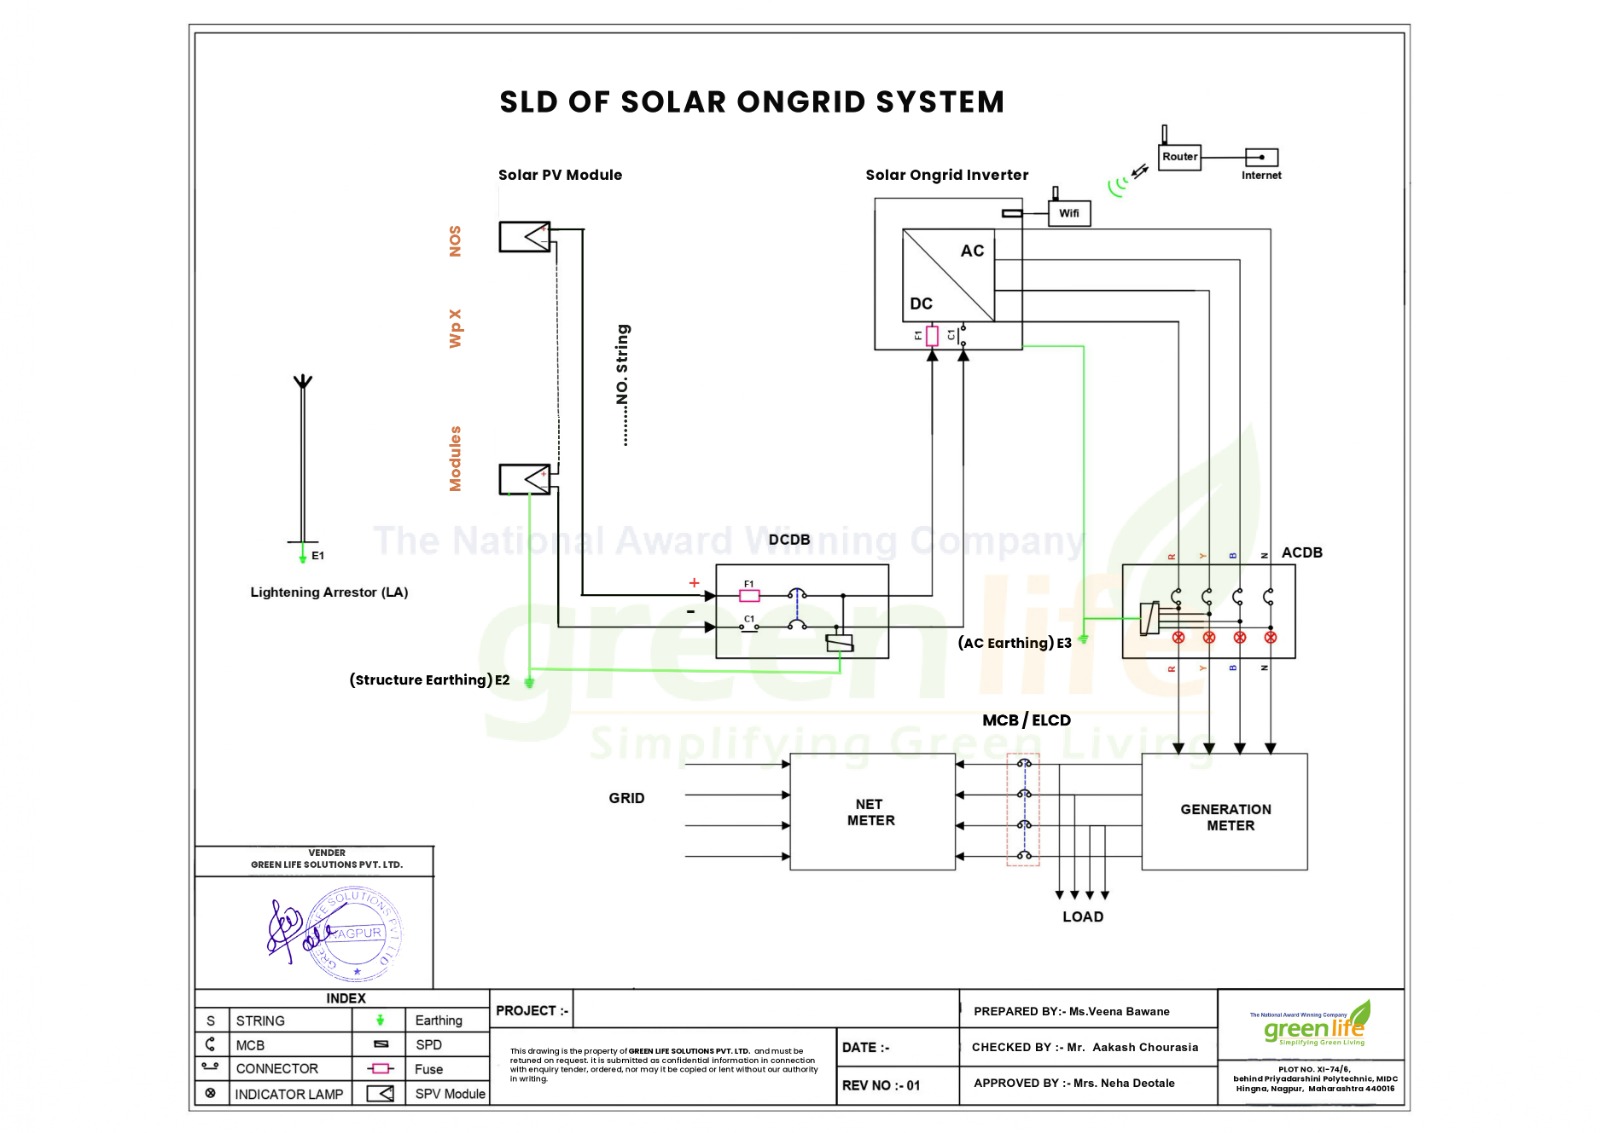 SLD OF SOLAR ONGRID SYSTEM
Solar PV Module
Solar Ongrid Inverter
Router
Internet
Wifi
NOS
Wp X
Modules
.........NO. String
AC
DC
F1
C1
E1
Lightening Arrestor (LA)
The National Award Winning Company
greenlife
Simplifying Green Living
DCDB
+
-
F1
C1
(Structure Earthing) E2
(AC Earthing) E3
ACDB
R Y B N
R Y B N
MCB / ELCD
GRID
NET
METER
GENERATION
METER
LOAD
VENDER
GREEN LIFE SOLUTIONS PVT. LTD.
GREEN LIFE SOLUTIONS PVT LTD
NAGPUR
INDEX
S STRING Earthing
MCB SPD
CONNECTOR Fuse
INDICATOR LAMP SPV Module
PROJECT :-
This drawing is the property of GREEN LIFE SOLUTIONS PVT. LTD. and must be
retuned on request. it is submitted as confidential information in connection
with enquiry tender, ordered, nor may it be copied or lent without our authority
in writing.
DATE :-
REV NO :- 01
PREPARED BY:- Ms.Veena Bawane
CHECKED BY :- Mr. Aakash Chourasia
APPROVED BY :- Mrs. Neha Deotale
The National Award Winning Company
greenlife
Simplifying Green Living
PLOT NO. XI-74/6,
behind Priyadarshini Polytechnic, MIDC
Hingna, Nagpur, Maharashtra 440016